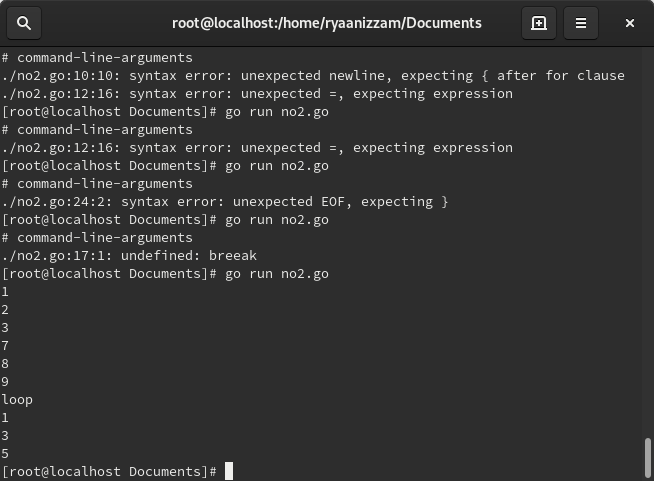 root@localhost:/home/ryaanizzam/Documents
# command-line-arguments
./no2.go:10:10: syntax error: unexpected newline, expecting { after for clause
./no2.go:12:16: syntax error: unexpected =, expecting expression
[root@localhost Documents]# go run no2.go
# command-line-arguments
./no2.go:12:16: syntax error: unexpected =, expecting expression
[root@localhost Documents]# go run no2.go
# command-line-arguments
./no2.go:24:2: syntax error: unexpected EOF, expecting }
[root@localhost Documents]# go run no2.go
# command-line-arguments
./no2.go:17:1: undefined: breeak
[root@localhost Documents]# go run no2.go
1
2
3
7
8
9
loop
1
3
5
[root@localhost Documents]#